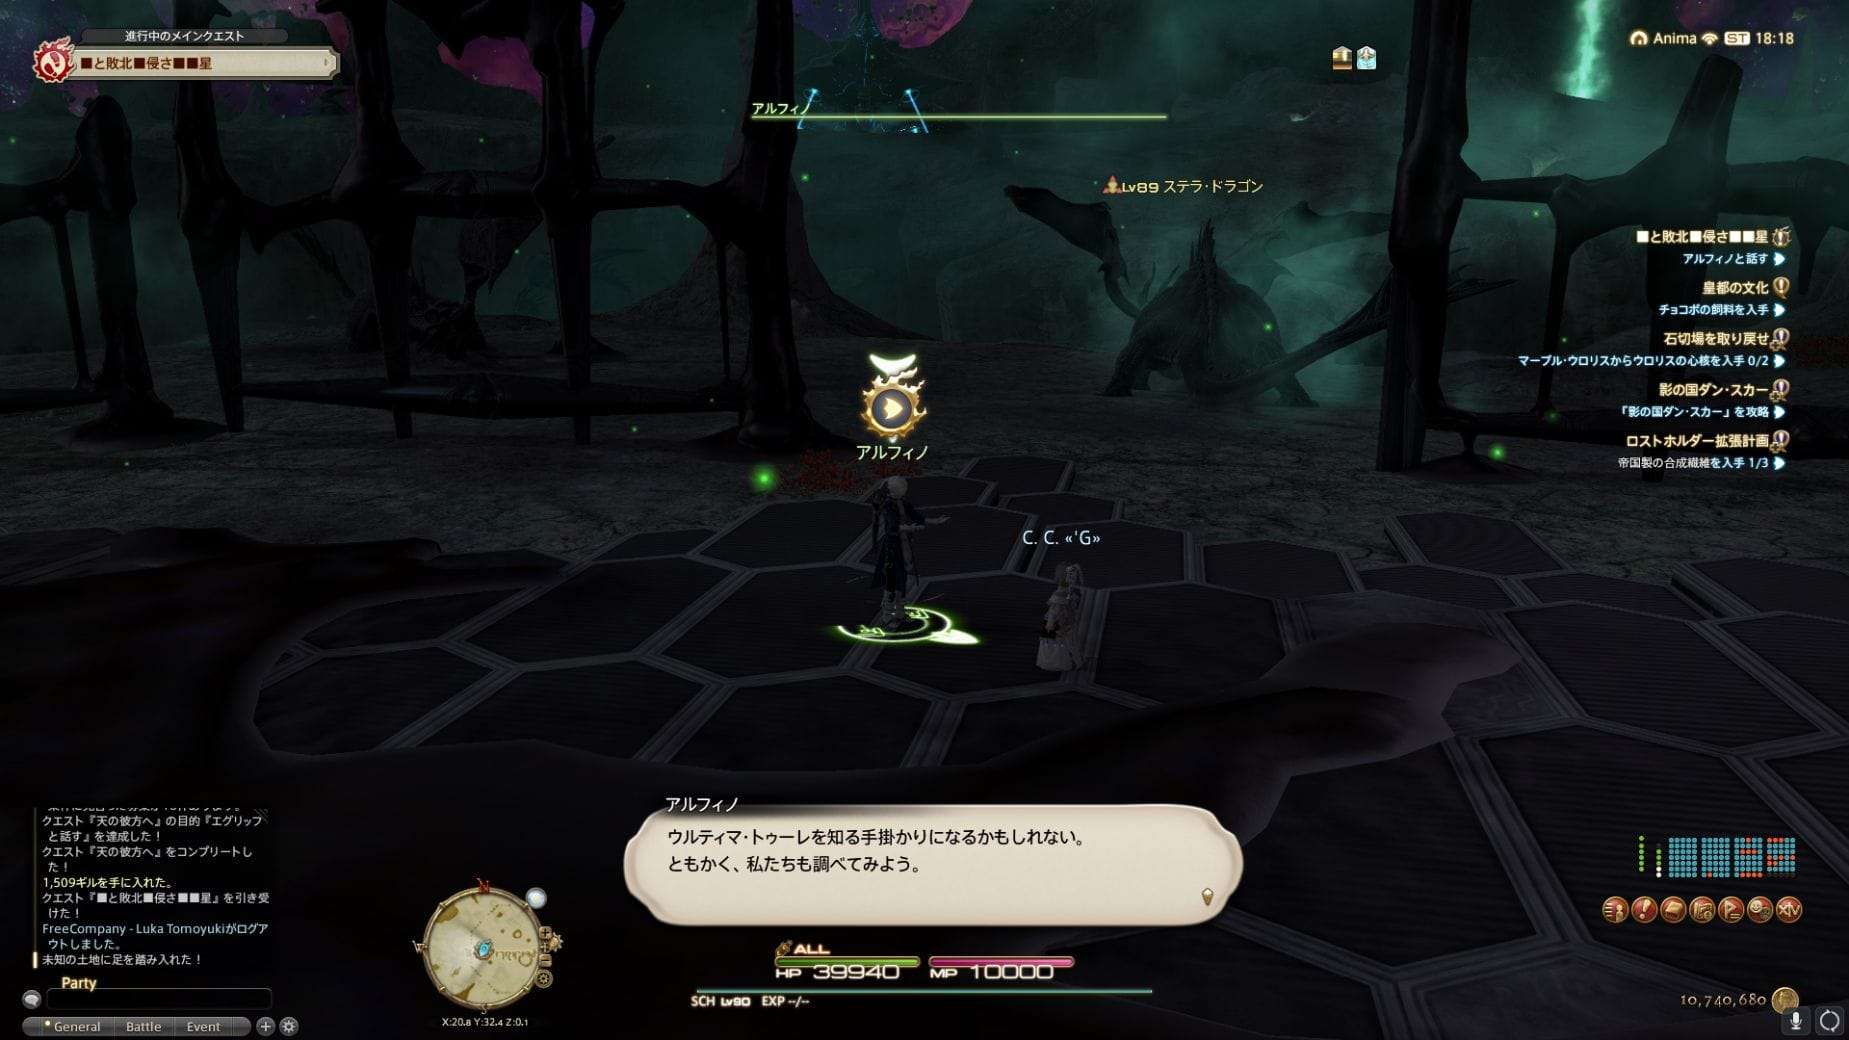 進行中のメインクエスト
■と敗北■侵さ■■星
アルフィノ
Lv89 ステラ・ドラゴン
Anima ST 18:18
■と敗北■侵さ■■星
アルフィノと話す
皇都の文化
チョコボの飼料を入手
石切場を取り戻せ
マーブル・ウロリスからウロリスの心核を入手 0/2
影の国ダン・スカー
「影の国ダン・スカー」を攻略
ロストホルダー拡張計画
帝国製の合成繊維を入手 1/3
アルフィノ
C. C. «'G»
アルフィノ
ウルティマ・トゥーレを知る手掛かりになるかもしれない。
ともかく、私たちも調べてみよう。
クエスト『天の彼方へ』の目的『エグリッフ
と話す』を達成した！
クエスト『天の彼方へ』をコンプリートし
た！
1,509ギルを手に入れた。
クエスト『■と敗北■侵さ■■星』を引き受
けた！
FreeCompany - Luka Tomoyukiがログア
ウトしました。
未知の土地に足を踏み入れた！
Party
General Battle Event
N
W
S
X:20.8 Y:32.4 Z:0.1
ALL
HP 39940 MP 10000
SCH Lv90 EXP --/--
XIV
10,740,680